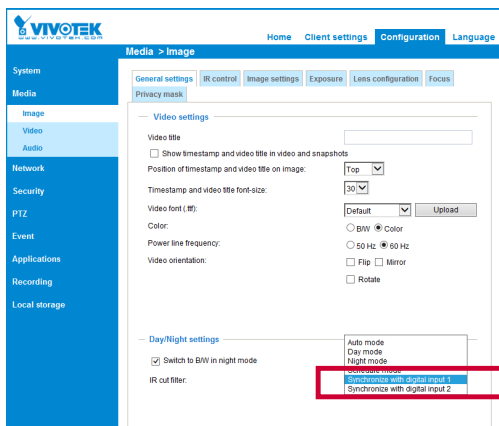 VIVOTEK
WWW.VIVOTEK.COM
Home Client settings Configuration Language
Media > Image
System
Media
Image
Video
Audio
Network
Security
PTZ
Event
Applications
Recording
Local storage
General settings IR control Image settings Exposure Lens configuration Focus
Privacy mask
Video settings
Video title
Show timestamp and video title in video and snapshots
Position of timestamp and video title on image: Top
Timestamp and video title font-size: 30
Video font (.ttf): Default Upload
Color: B/W Color
Power line frequency: 50 Hz 60 Hz
Video orientation: Flip Mirror
Rotate
Day/Night settings
Switch to B/W in night mode
IR cut filter:
Auto mode
Day mode
Night mode
Schedule mode
Synchronize with digital input 1
Synchronize with digital input 2